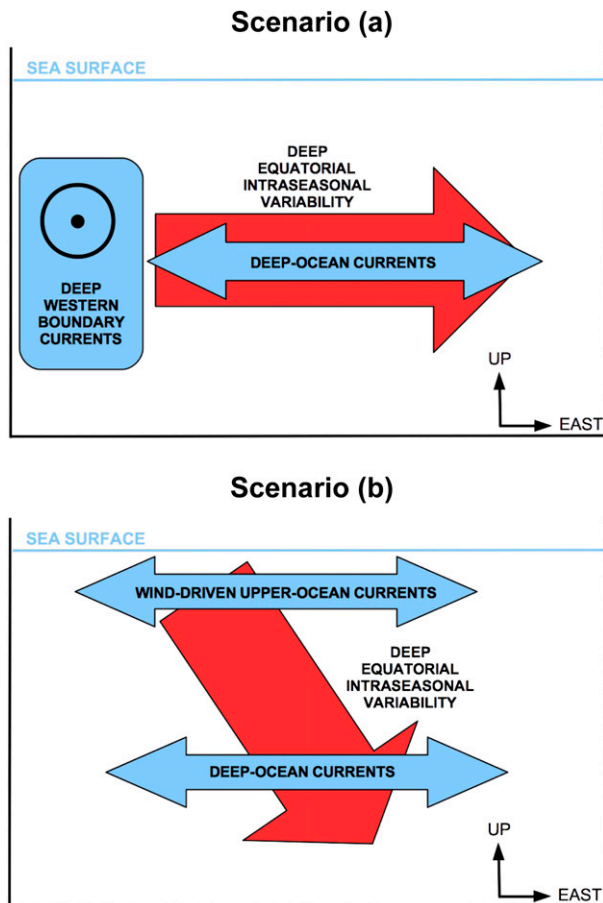 Scenario (a)
SEA SURFACE
DEEP
EQUATORIAL
INTRASEASONAL
VARIABILITY
DEEP-OCEAN CURRENTS
DEEP
WESTERN
BOUNDARY
CURRENTS
UP
EAST
Scenario (b)
SEA SURFACE
WIND-DRIVEN UPPER-OCEAN CURRENTS
DEEP
EQUATORIAL
INTRASEASONAL
VARIABILITY
DEEP-OCEAN CURRENTS
UP
EAST